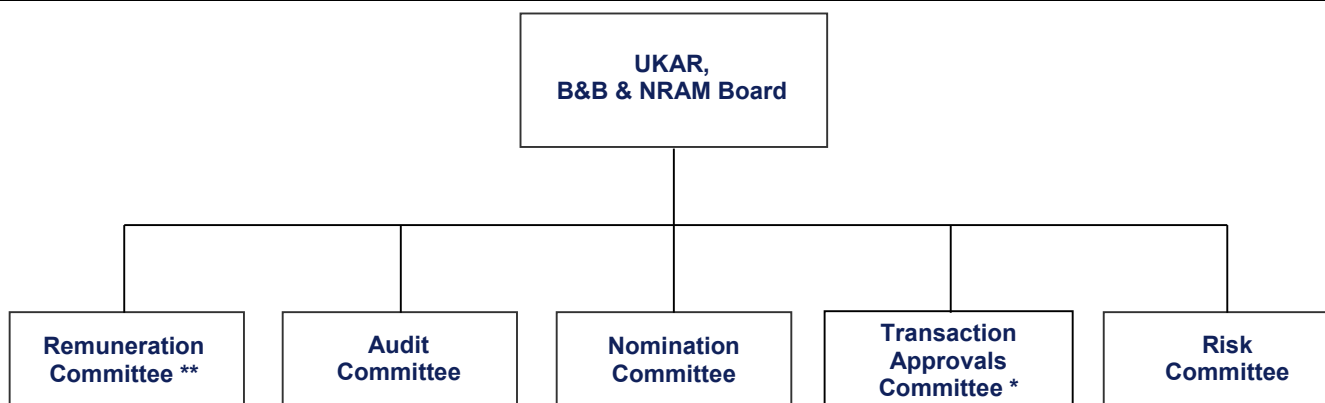 UKAR,
B&B & NRAM Board
Remuneration
Committee **
Audit
Committee
Nomination
Committee
Transaction
Approvals
Committee *
Risk
Committee